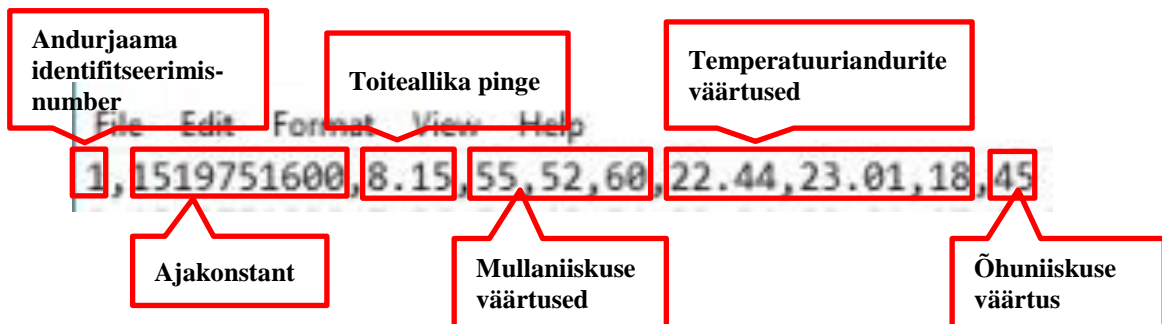 Andurjaama
identifitseerimis-
number
Toiteallika pinge
Temperatuuriandurite
väärtused
File Edit Format View Help
1,1519751600,8.15,55,52,60,22.44,23.01,18,45
Ajakonstant
Mullaniiskuse
väärtused
Õhuniiskuse
väärtus